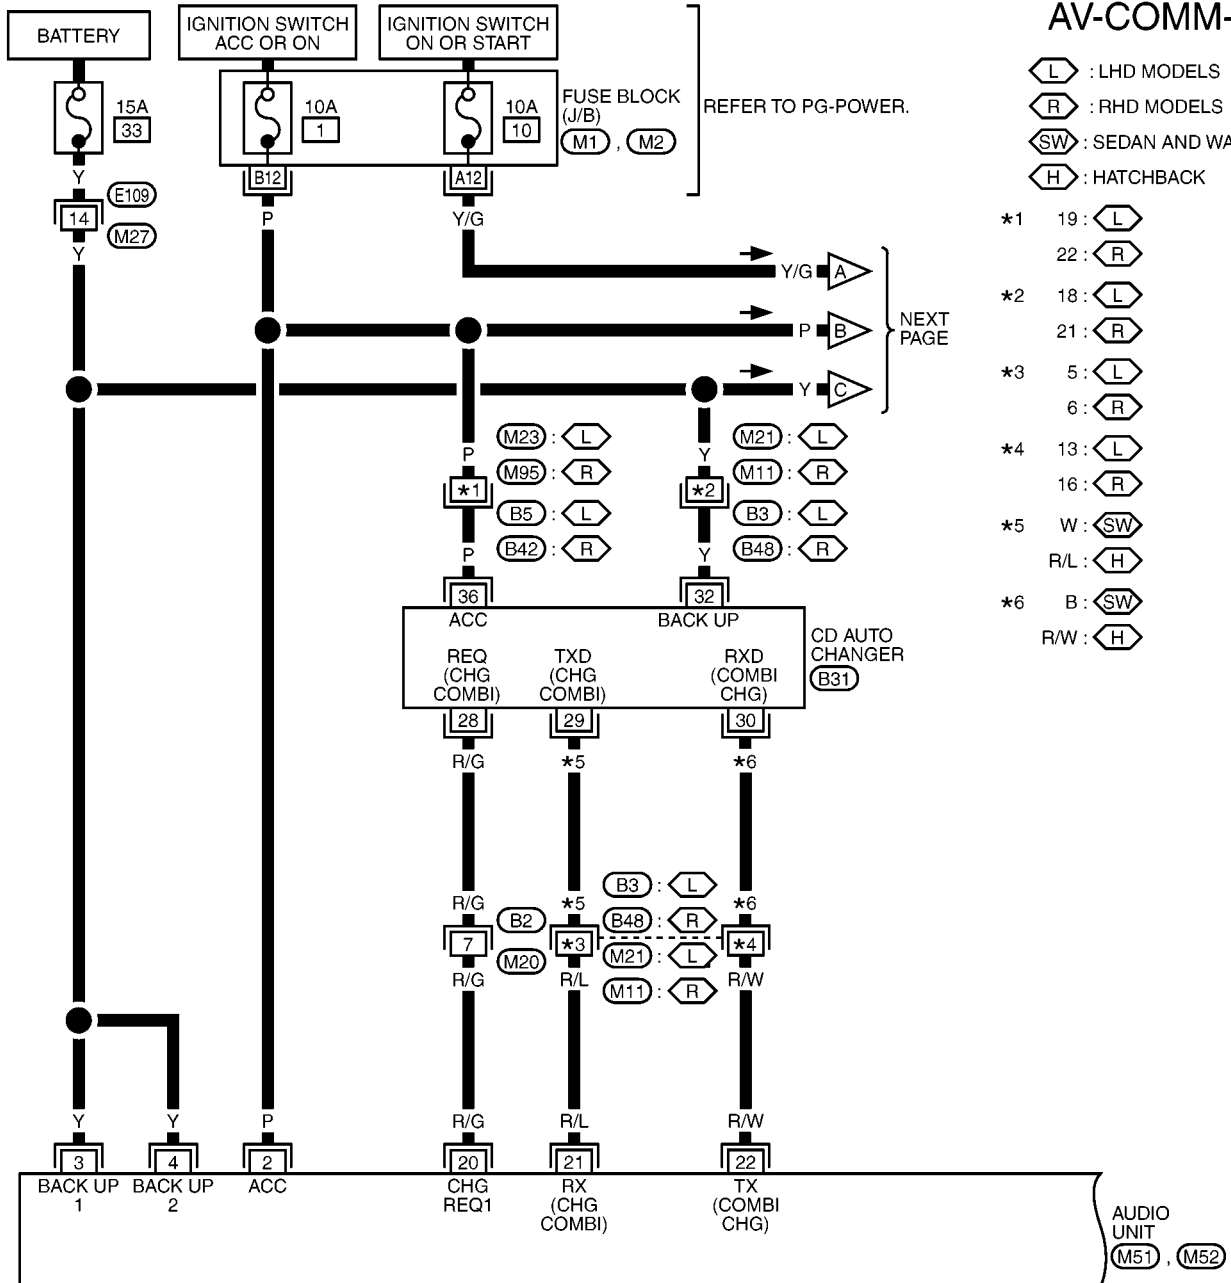 AV-COMM-
BATTERY
IGNITION SWITCH
ACC OR ON
IGNITION SWITCH
ON OR START
15A
33
10A
1
10A
10
FUSE BLOCK
(J/B)
M1 , M2
REFER TO PG-POWER.
L : LHD MODELS
R : RHD MODELS
SW : SEDAN AND WA
H : HATCHBACK
★1 19 : L
22 : R
★2 18 : L
21 : R
★3 5 : L
6 : R
★4 13 : L
16 : R
★5 W : SW
R/L : H
★6 B : SW
R/W : H
Y
E109
14
M27
Y
B12
P
A12
Y/G
Y/G A
P B
Y C
NEXT
PAGE
P
M23 : L
M95 : R
★1
B5 : L
B42 : R
P
Y
M21 : L
M11 : R
★2
B3 : L
B48 : R
Y
36
ACC
32
BACK UP
CD AUTO
CHANGER
B31
REQ
(CHG
COMBI)
TXD
(CHG
COMBI)
RXD
(COMBI
CHG)
28
29
30
R/G
★5
★6
R/G
★5
★6
B2
B3 : L
B48 : R
7
★3
★4
M20
M21 : L
M11 : R
R/G
R/L
R/W
Y
Y
P
R/G
R/L
R/W
3
4
2
20
21
22
BACK UP
1
BACK UP
2
ACC
CHG
REQ1
RX
(CHG
COMBI)
TX
(COMBI
CHG)
AUDIO
UNIT
M51 , M52